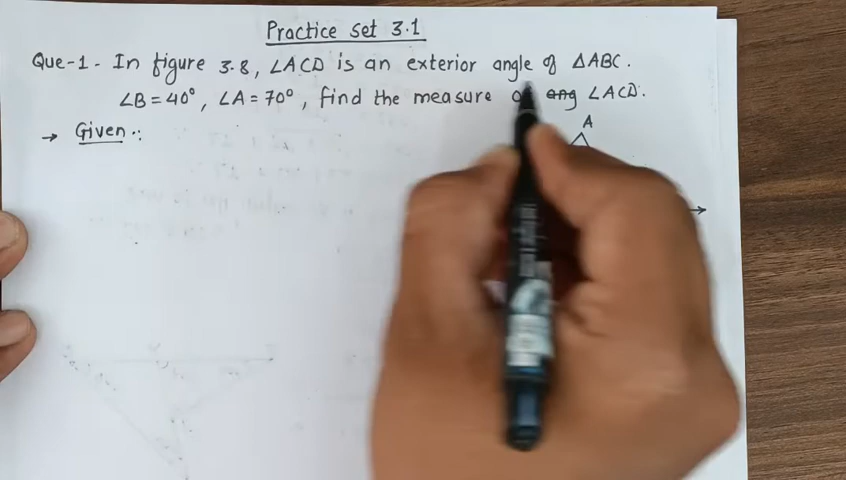 Practice set 3.1
Que-1 - In figure 3.8, ∠ACD is an exterior angle of ΔABC.
∠B = 40°, ∠A = 70°, find the measure ang ∠ACD.
→ Given :-
A